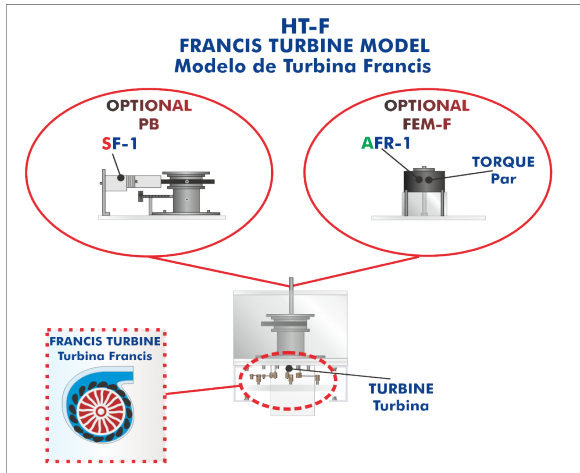 HT-F
FRANCIS TURBINE MODEL
Modelo de Turbina Francis
OPTIONAL
PB
SF-1
OPTIONAL
FEM-F
AFR-1
TORQUE
Par
FRANCIS TURBINE
Turbina Francis
TURBINE
Turbina